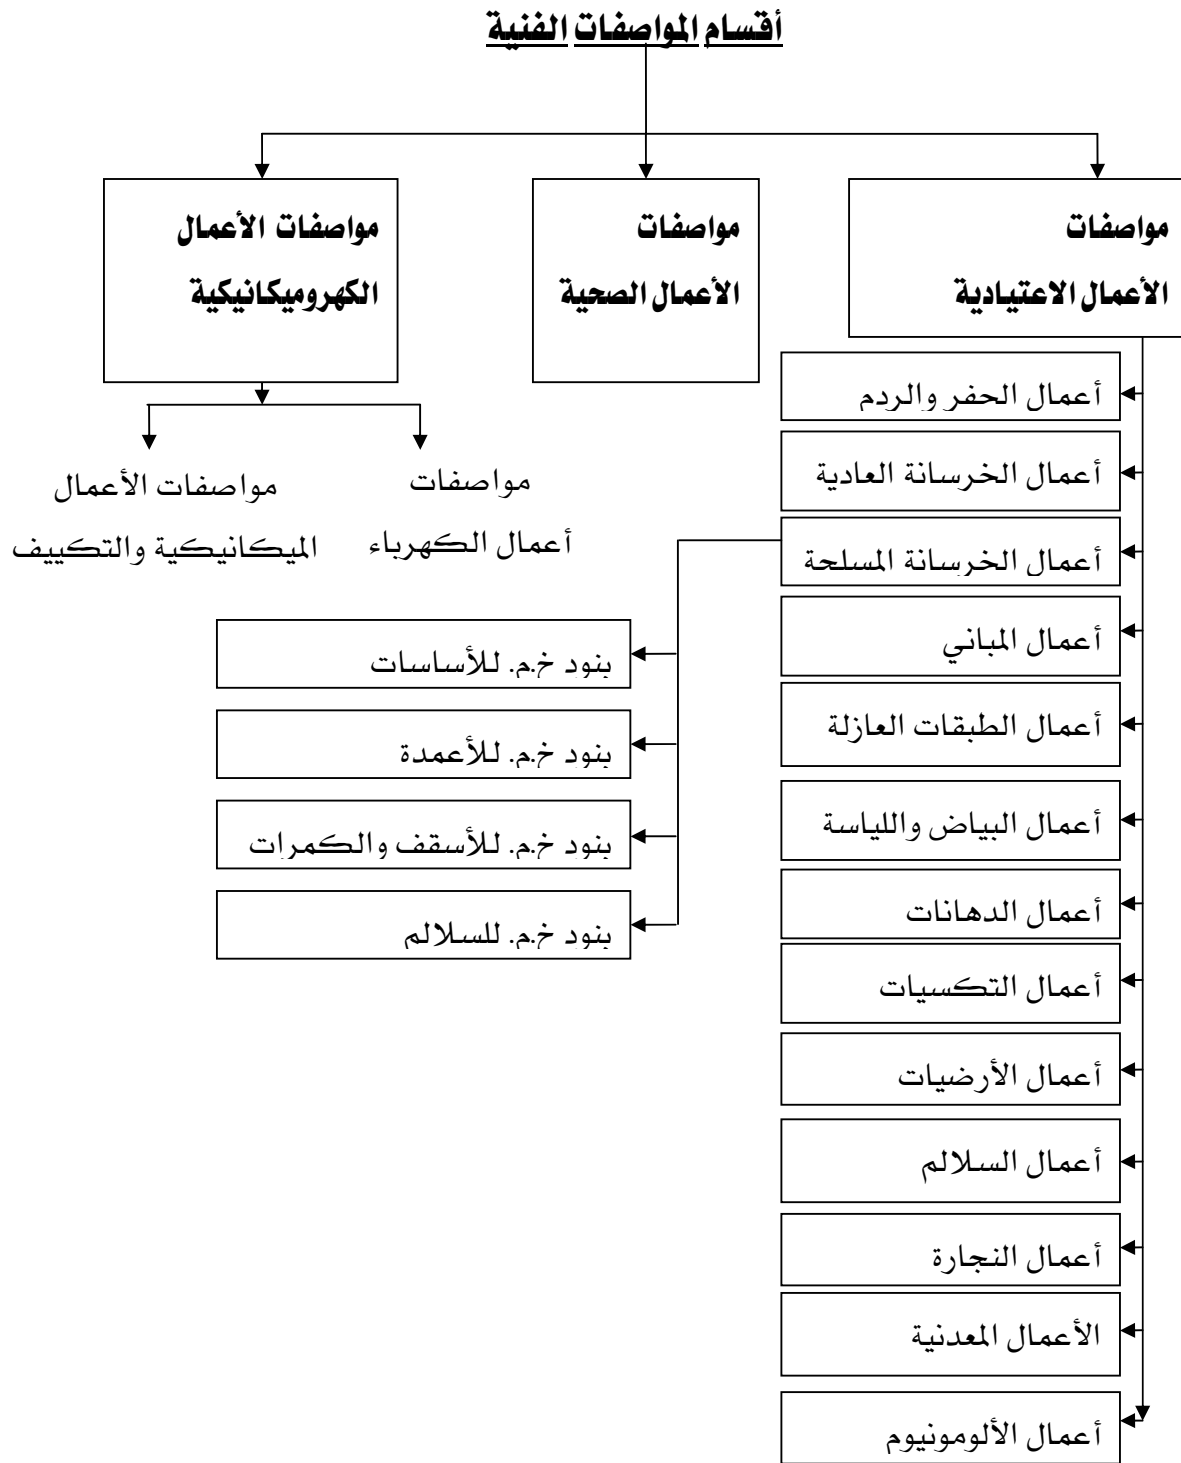 أقسام المواصفات الفنية
مواصفات
الأعمال الاعتيادية
مواصفات
الأعمال الصحية
مواصفات الأعمال
الكهروميكانيكية
أعمال الحفر والردم
أعمال الخرسانة العادية
أعمال الخرسانة المسلحة
أعمال المباني
أعمال الطبقات العازلة
أعمال البياض واللياسة
أعمال الدهانات
أعمال التكسيات
أعمال الأرضيات
أعمال السلالم
أعمال النجارة
الأعمال المعدنية
أعمال الألومونيوم
بنود خ.م. للأساسات
بنود خ.م. للأعمدة
بنود خ.م. للأسقف والكمرات
بنود خ.م. للسلالم
مواصفات
أعمال الكهرباء
مواصفات الأعمال
الميكانيكية والتكييف